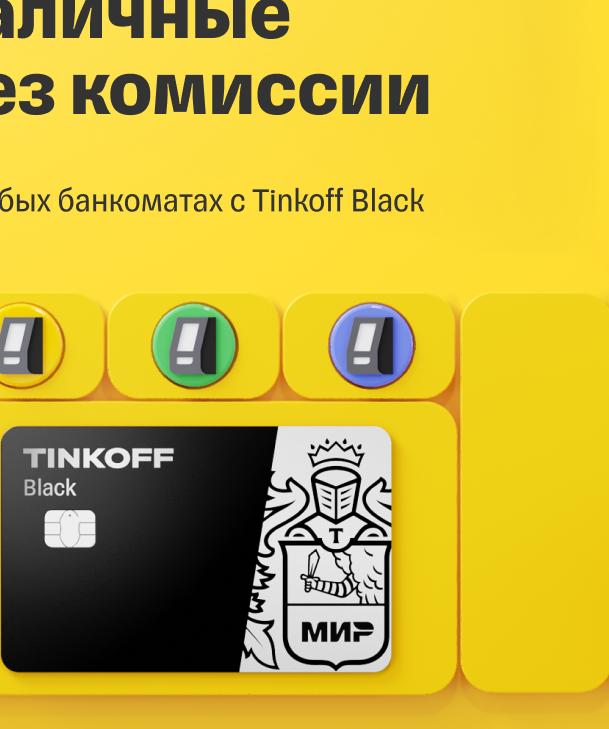 аличные
ез комиссии
бых банкоматах с Tinkoff Black
TINKOFF
Black
T
МИР